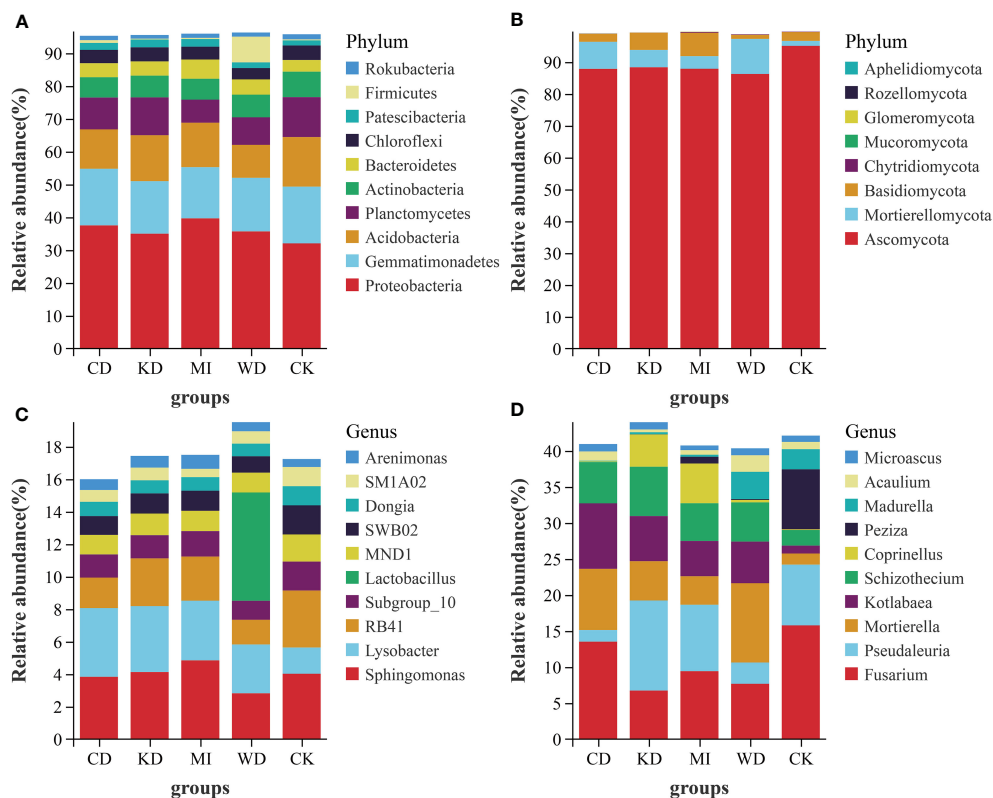 A
Relative abundance(%)
90
80
70
60
50
40
30
20
10
0
CD KD MI WD CK
groups
Phylum
Rokubacteria
Firmicutes
Patescibacteria
Chloroflexi
Bacteroidetes
Actinobacteria
Planctomycetes
Acidobacteria
Gemmatimonadetes
Proteobacteria
B
Relative abundance(%)
90
80
70
60
50
40
30
20
10
0
CD KD MI WD CK
groups
Phylum
Aphelidiomycota
Rozellomycota
Glomeromycota
Mucoromycota
Chytridiomycota
Basidiomycota
Mortierellomycota
Ascomycota
C
Relative abundance(%)
18
16
14
12
10
8
6
4
2
0
CD KD MI WD CK
groups
Genus
Arenimonas
SM1A02
Dongia
SWB02
MND1
Lactobacillus
Subgroup_10
RB41
Lysobacter
Sphingomonas
D
Relative abundance(%)
40
35
30
25
20
15
10
5
0
CD KD MI WD CK
groups
Genus
Microascus
Acaulium
Madurella
Peziza
Coprinellus
Schizothecium
Kotlabaea
Mortierella
Pseudaleuria
Fusarium